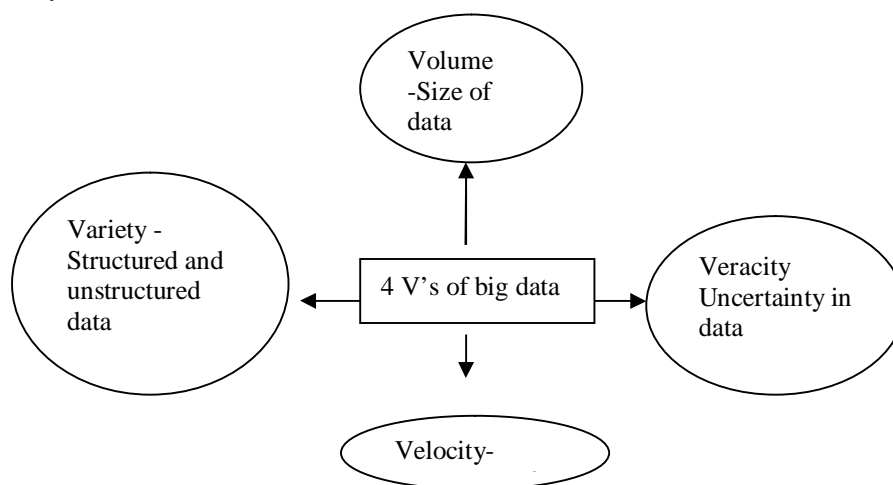 Volume
-Size of
data
Variety -
Structured and
unstructured
data
4 V’s of big data
Veracity
Uncertainty in
data
Velocity-